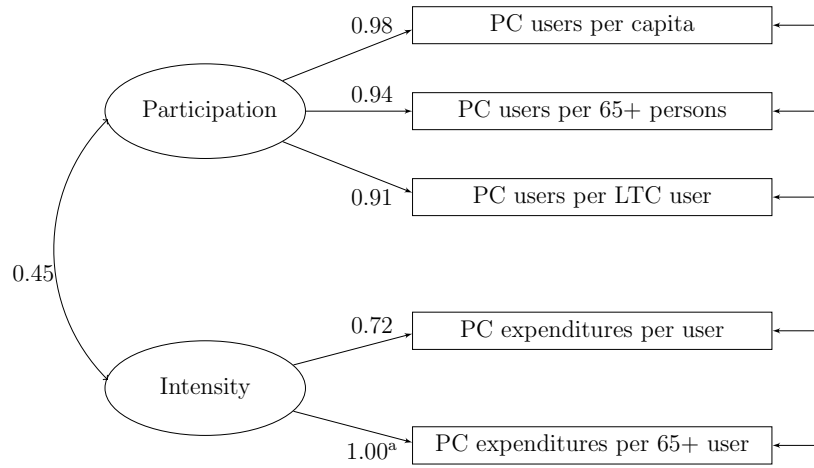 0.98
PC users per capita
Participation
0.94
PC users per 65+ persons
0.91
PC users per LTC user
0.45
0.72
PC expenditures per user
Intensity
1.00ᵃ
PC expenditures per 65+ user